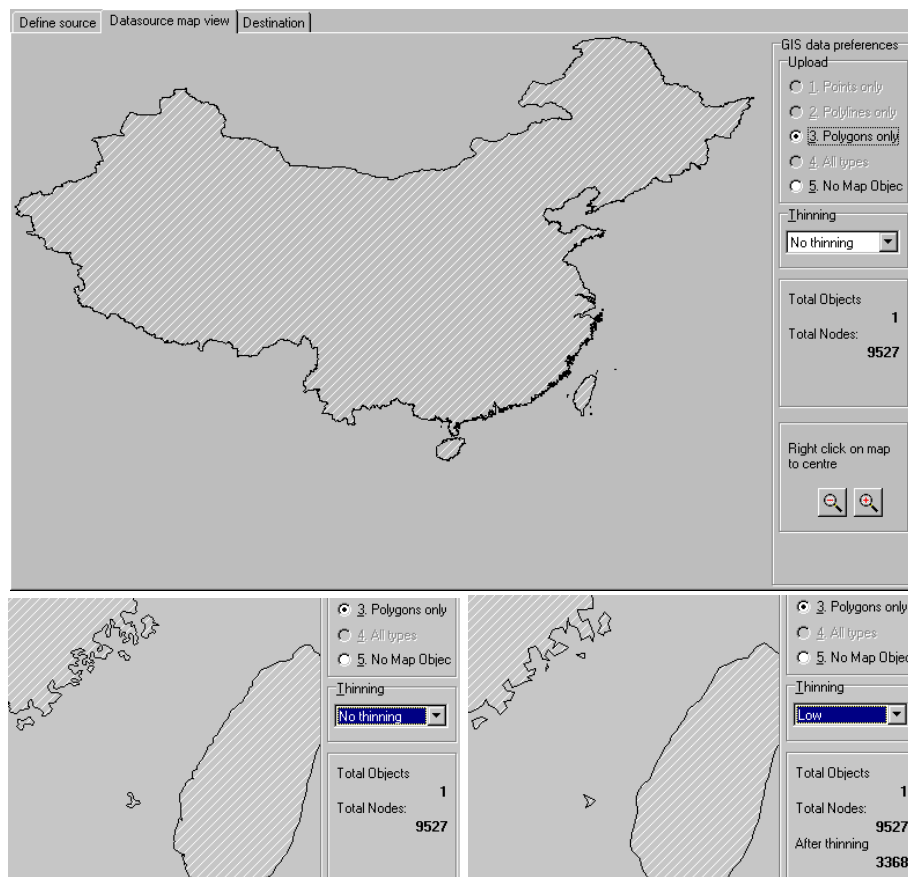 Define source
Datasource map view
Destination
GIS data preferences
Upload
1. Points only
2. Polylines only
3. Polygons only
4. All types
5. No Map Objec
Thinning
No thinning
Total Objects
1
Total Nodes:
9527
Right click on map
to centre
3. Polygons only
4. All types
5. No Map Objec
Thinning
No thinning
Total Objects
1
Total Nodes:
9527
3. Polygons only
4. All types
5. No Map Objec
Thinning
Low
Total Objects
1
Total Nodes:
9527
After thinning
3368